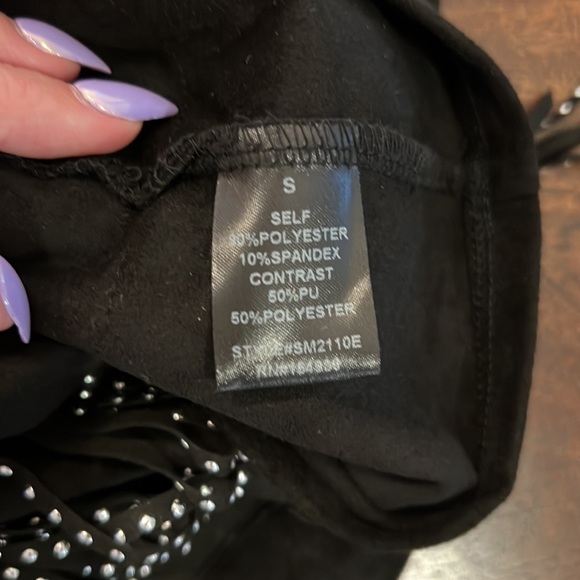 S
SELF
90%POLYESTER
10%SPANDEX
CONTRAST
50%PU
50%POLYESTER
STYLE#SM2110E